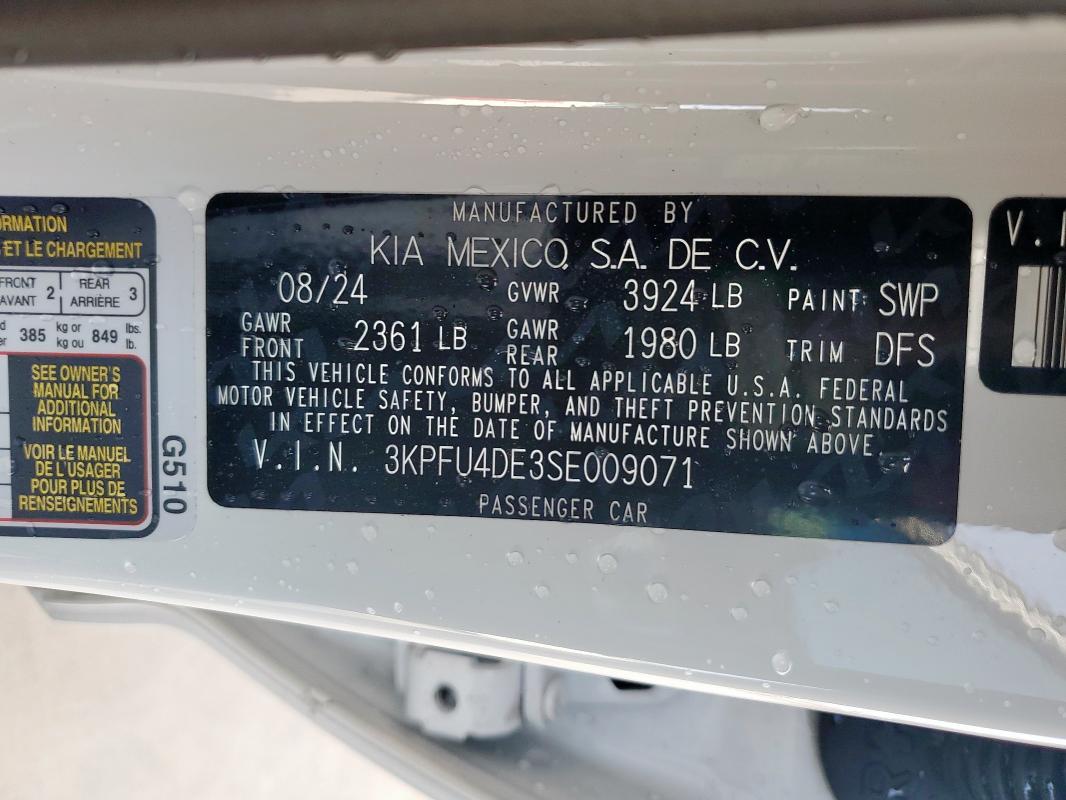 RMATION
ET LE CHARGEMENT
FRONT
AVANT 2
REAR
ARRIÈRE 3
385 kg or
kg ou 849 lbs.
lb.
SEE OWNER'S
MANUAL FOR
ADDITIONAL
INFORMATION
VOIR LE MANUEL
DE L'USAGER
POUR PLUS DE
RENSEIGNEMENTS
G510
MANUFACTURED BY
KIA MEXICO, S.A. DE C.V.
08/24 GVWR 3924 LB PAINT: SWP
GAWR
FRONT 2361 LB GAWR
REAR 1980 LB TRIM DFS
THIS VEHICLE CONFORMS TO ALL APPLICABLE U.S.A. FEDERAL
MOTOR VEHICLE SAFETY, BUMPER, AND THEFT PREVENTION STANDARDS
IN EFFECT ON THE DATE OF MANUFACTURE SHOWN ABOVE.
V.I.N. 3KPFU4DE3SE009071
PASSENGER CAR
V.I